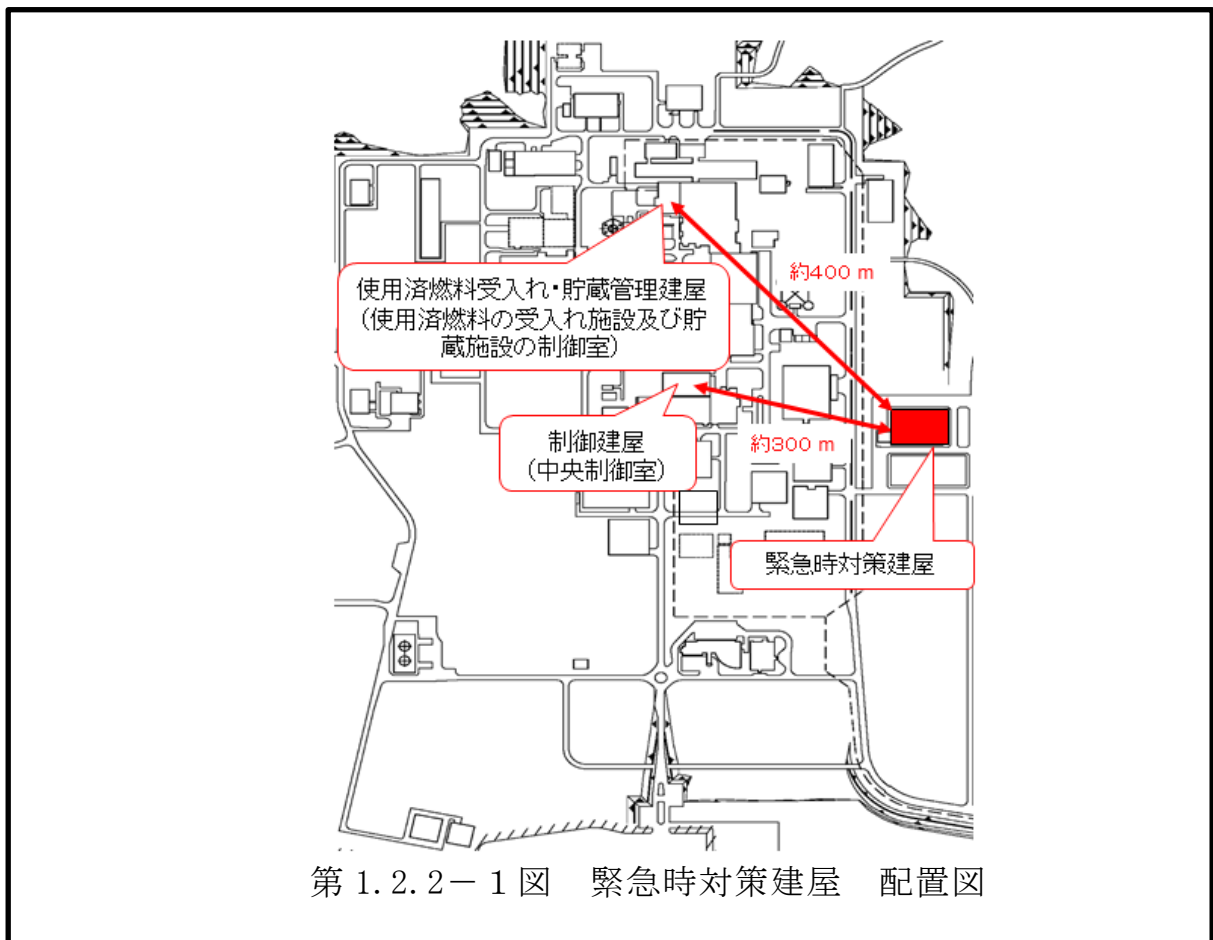 約400 m
使用済燃料受入れ・貯蔵管理建屋
(使用済燃料の受入れ施設及び貯
蔵施設の制御室)
制御建屋
(中央制御室)
約300 m
緊急時対策建屋
第 1.2.2－1図　緊急時対策建屋　配置図